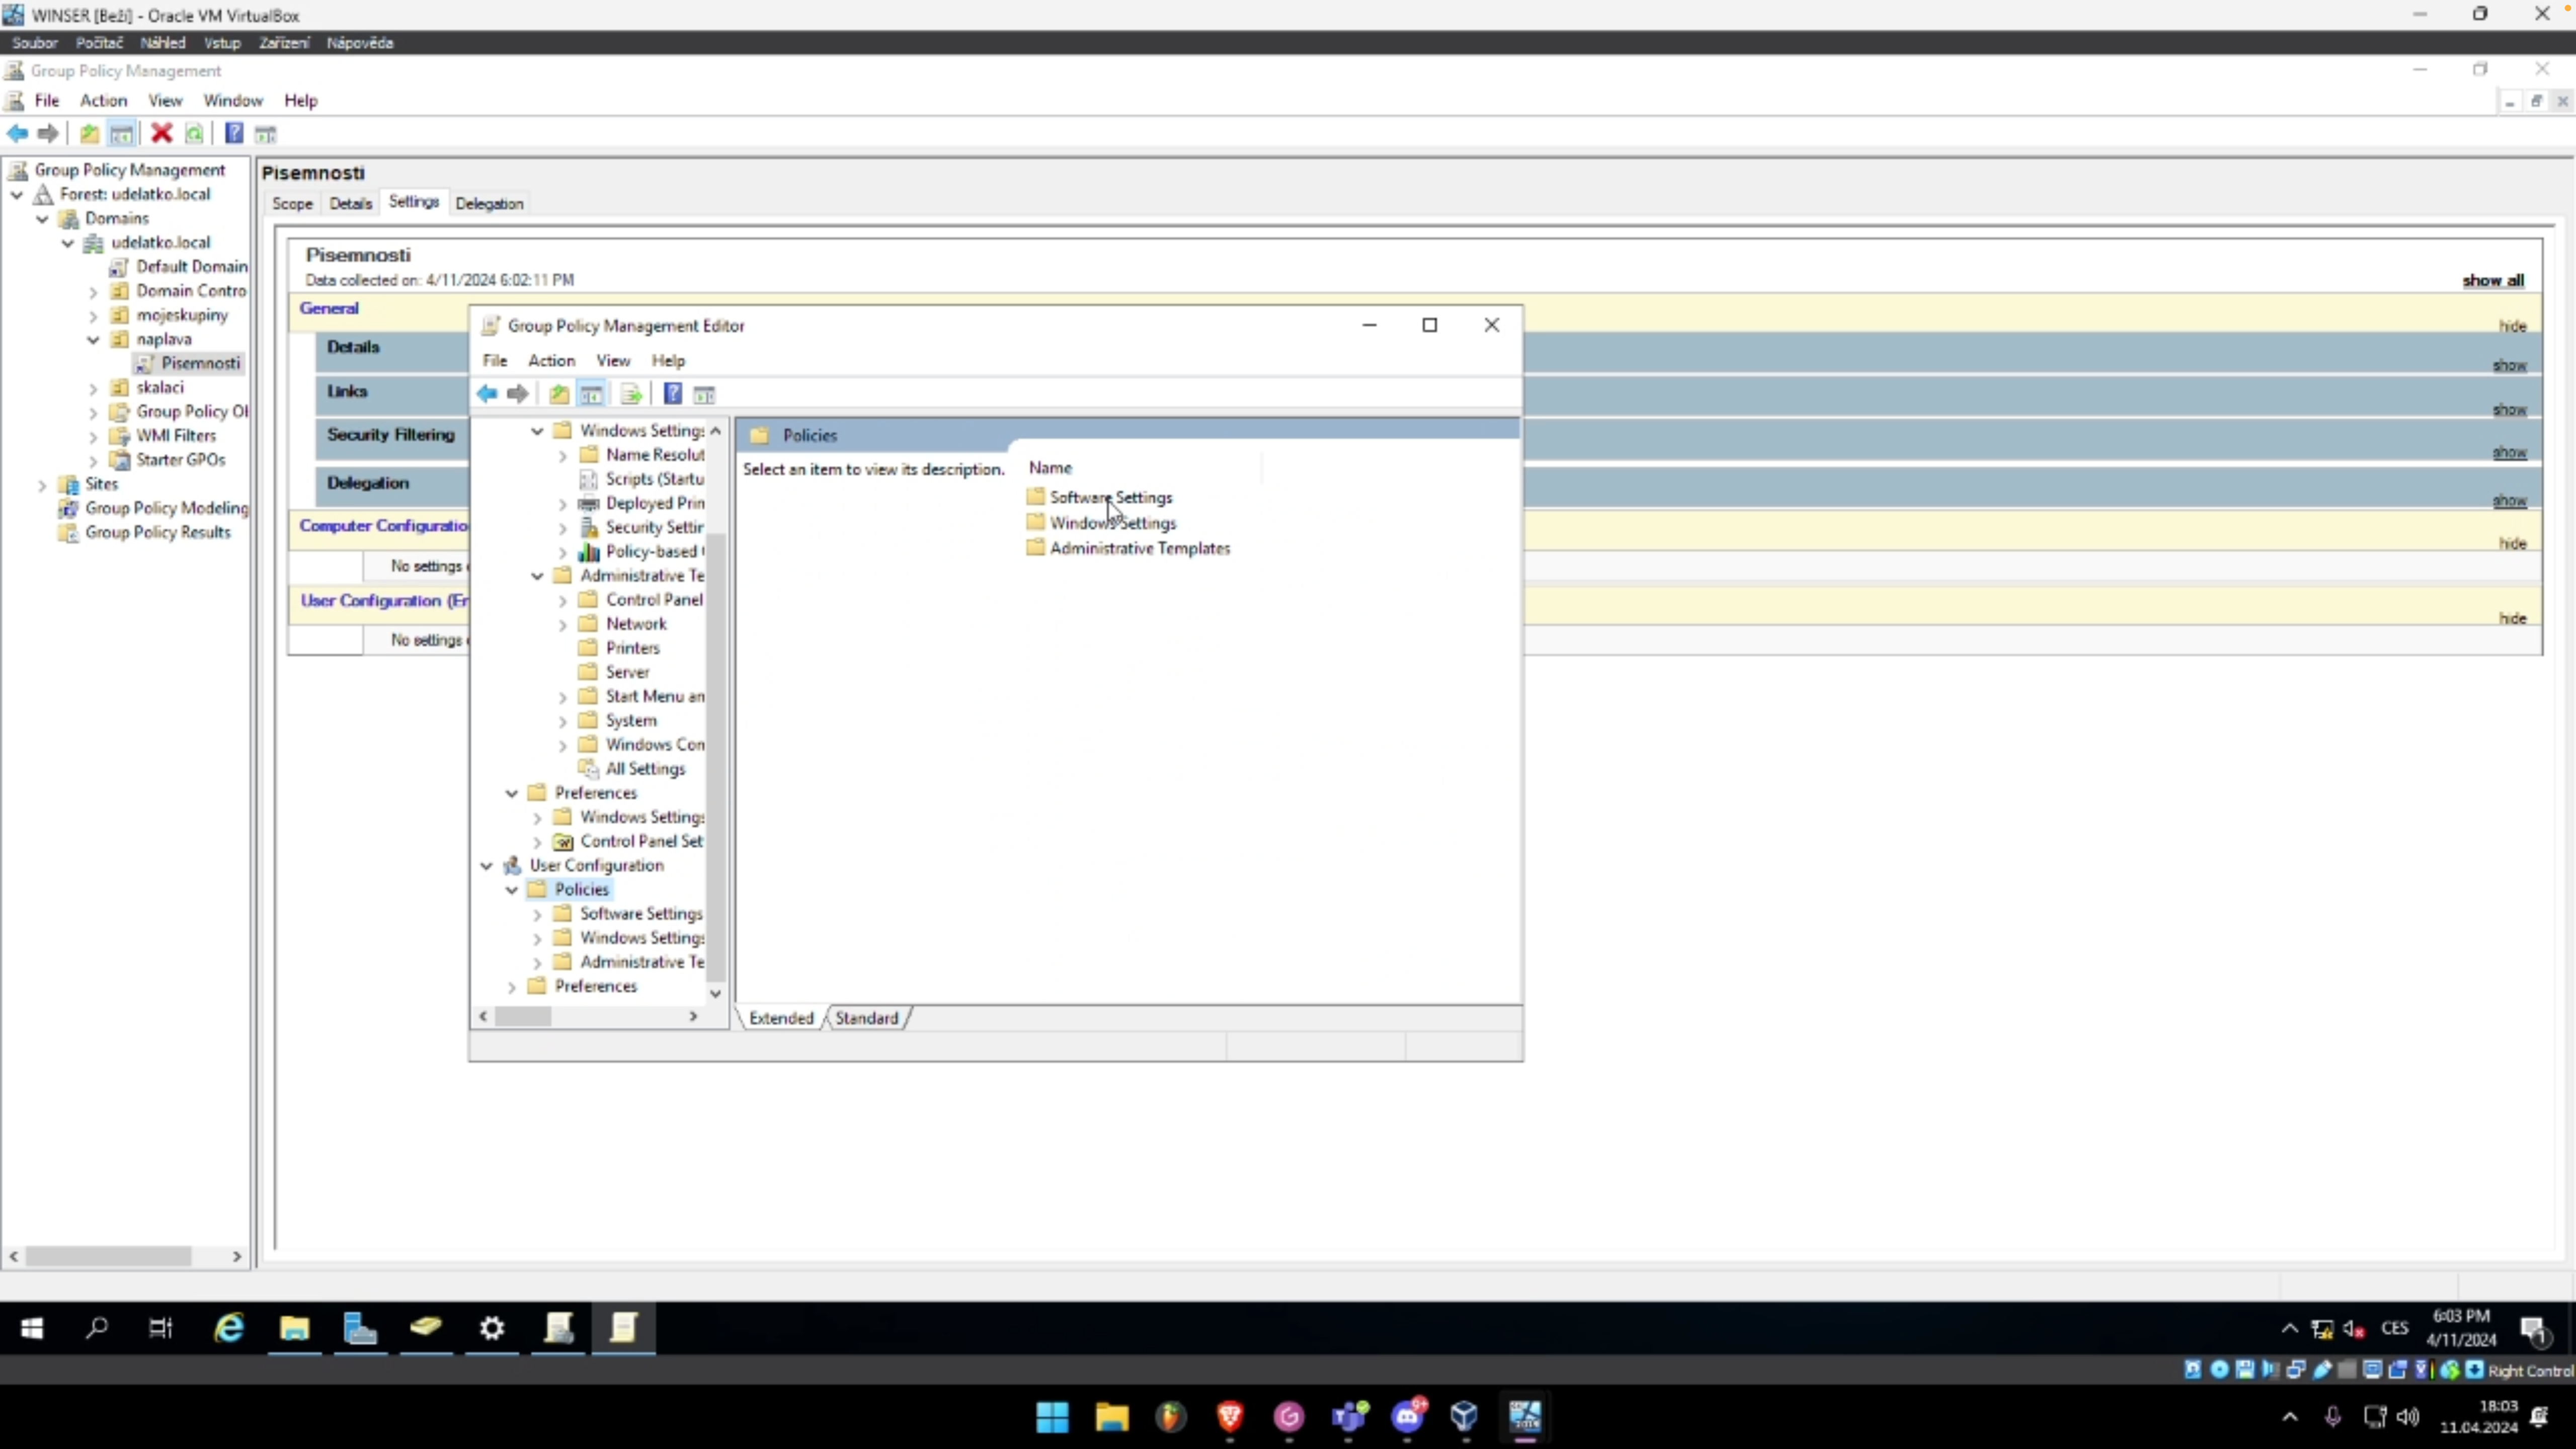 WINSER [Běží] - Oracle VM VirtualBox
Soubor Počítač Náhled Vstup Zařízení Nápověda
Group Policy Management
File Action View Window Help
Group Policy Management
Forest: udelatko.local
Domains
udelatko.local
Default Domain
Domain Contro
mojeskupiny
naplava
Pisemnosti
skalaci
Group Policy Ol
WMI Filters
Starter GPOs
Sites
Group Policy Modeling
Group Policy Results
Pisemnosti
Scope Details Settings Delegation
Pisemnosti
Data collected on: 4/11/2024 6:02:11 PM
show all
General
hide
Details
show
Links
show
Security Filtering
show
Delegation
show
Computer Configuratio
hide
No settings
User Configuration (Er
hide
No settings
Group Policy Management Editor
File Action View Help
Windows Settings
Name Resolut
Scripts (Startu
Deployed Prin
Security Settin
Policy-based
Administrative Te
Control Panel
Network
Printers
Server
Start Menu an
System
Windows Com
All Settings
Preferences
Windows Settings
Control Panel Set
User Configuration
Policies
Software Settings
Windows Settings
Administrative Te
Preferences
Policies
Select an item to view its description.
Name
Software Settings
Windows Settings
Administrative Templates
Extended Standard
CES
6:03 PM
4/11/2024
1
Right Control
9+
18:03
11.04.2024